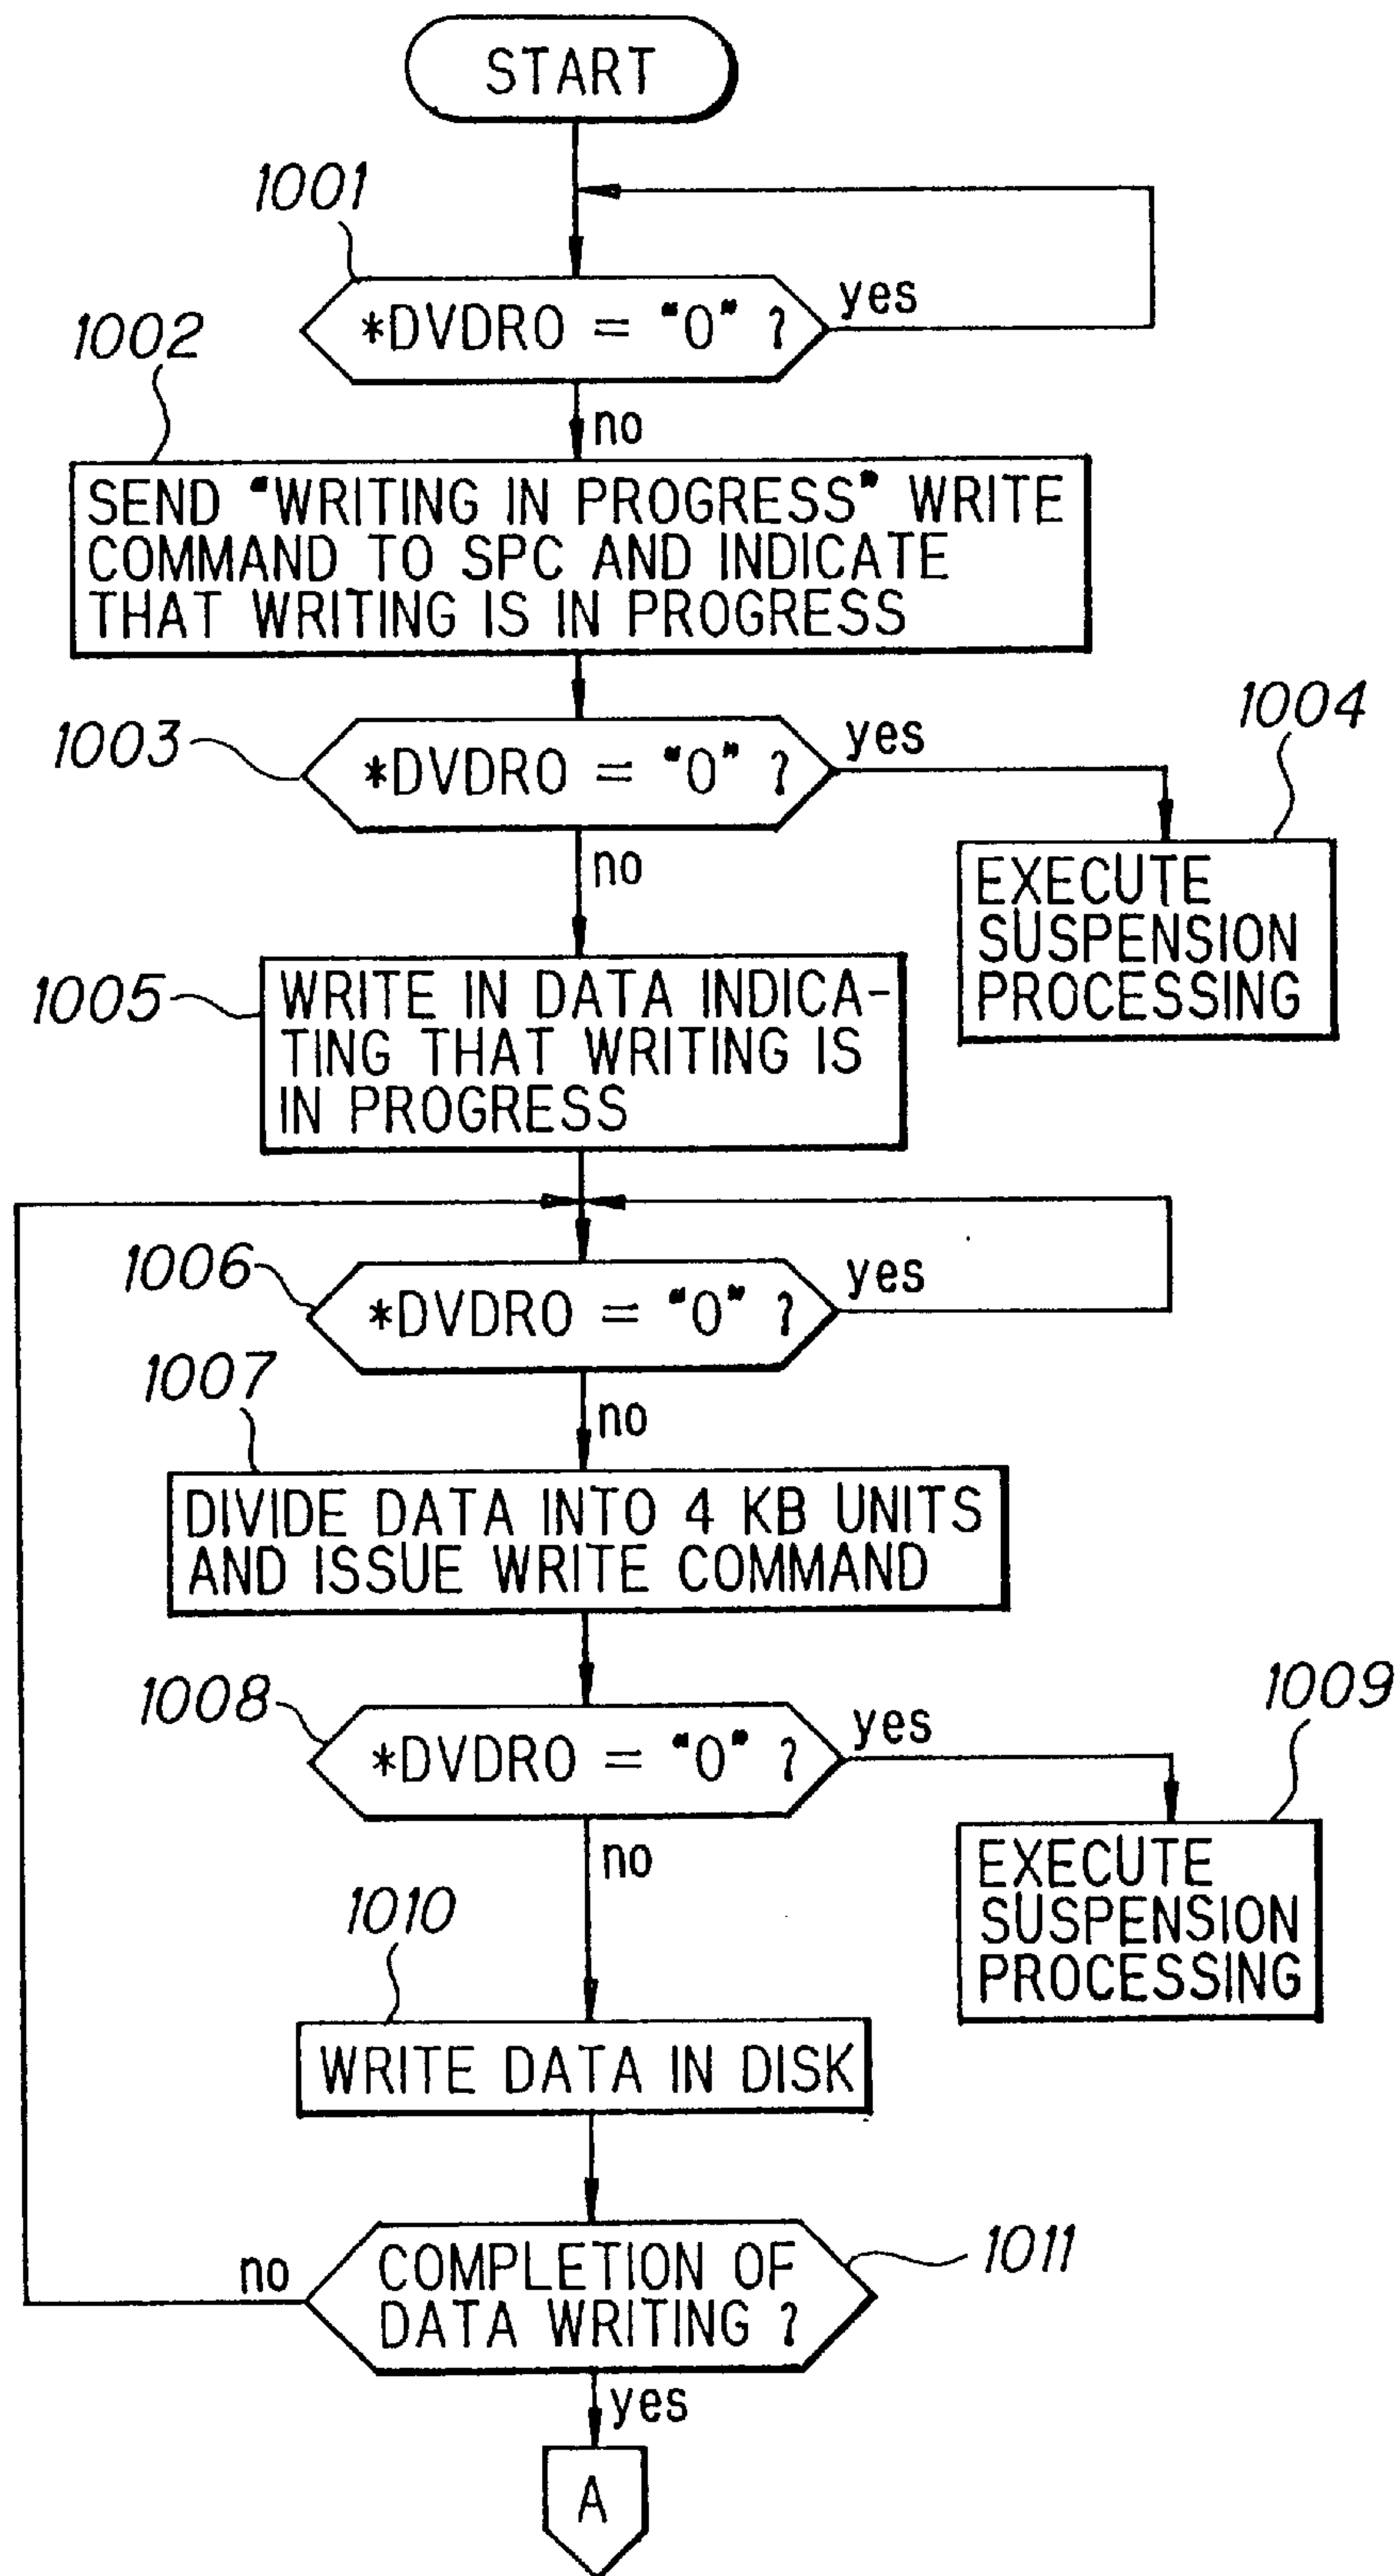 START
1001
*DVDRO = "0" ?
yes
1002
no
SEND "WRITING IN PROGRESS" WRITE
COMMAND TO SPC AND INDICATE
THAT WRITING IS IN PROGRESS
1003
*DVDRO = "0" ?
yes
1004
no
EXECUTE
SUSPENSION
PROCESSING
1005
WRITE IN DATA INDICA-
TING THAT WRITING IS
IN PROGRESS
1006
*DVDRO = "0" ?
yes
1007
no
DIVIDE DATA INTO 4 KB UNITS
AND ISSUE WRITE COMMAND
1008
*DVDRO = "0" ?
yes
1009
no
EXECUTE
SUSPENSION
PROCESSING
1010
WRITE DATA IN DISK
no
COMPLETION OF
DATA WRITING ?
1011
yes
A